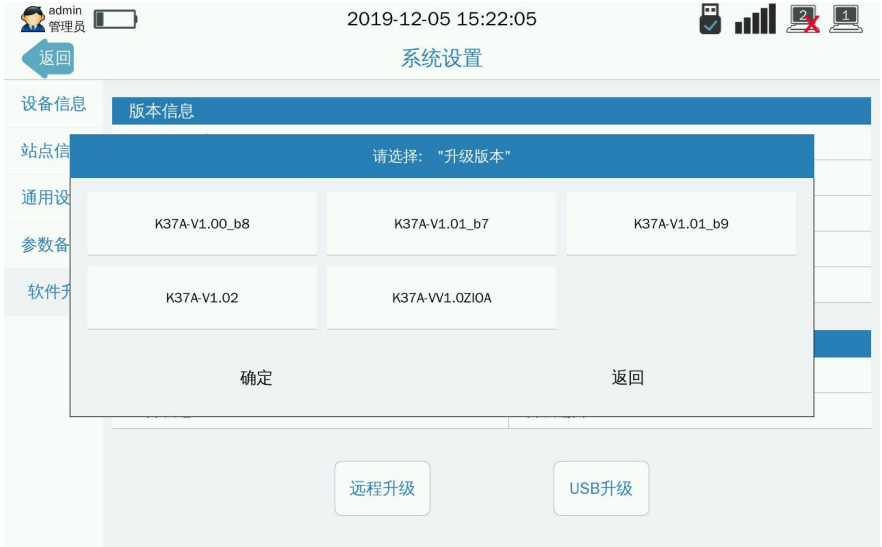 admin
管理员
2019-12-05 15:22:05
2
1
返回
系统设置
设备信息
版本信息
站点信
请选择: "升级版本"
通用设
K37A-V1.00_b8
K37A-V1.01_b7
K37A-V1.01_b9
参数备
软件升
K37A-V1.02
K37A-VV1.0ZIOA
确定
返回
远程升级
USB升级